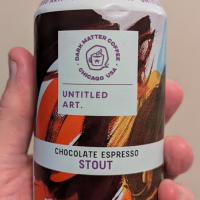 DARK MATTER COFFEE
CHICAGO USA
UNTITLED
ART.
CHOCOLATE ESPRESSO
STOUT